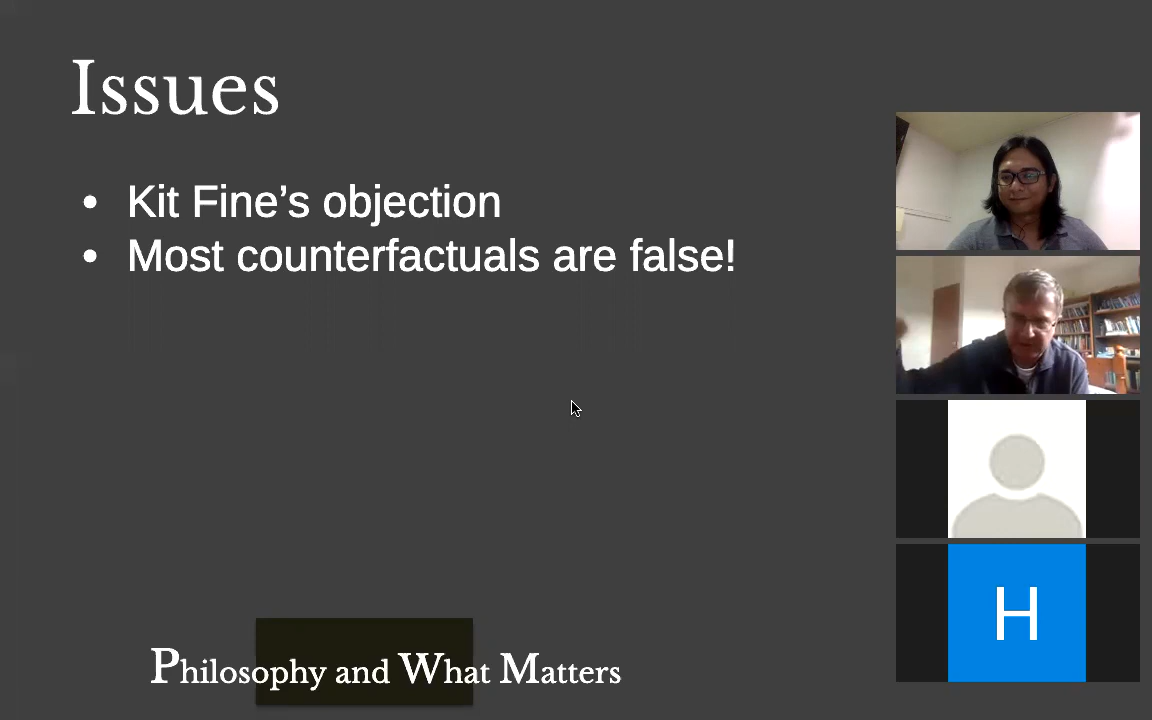 Issues
• Kit Fine’s objection
• Most counterfactuals are false!
H
Philosophy and What Matters